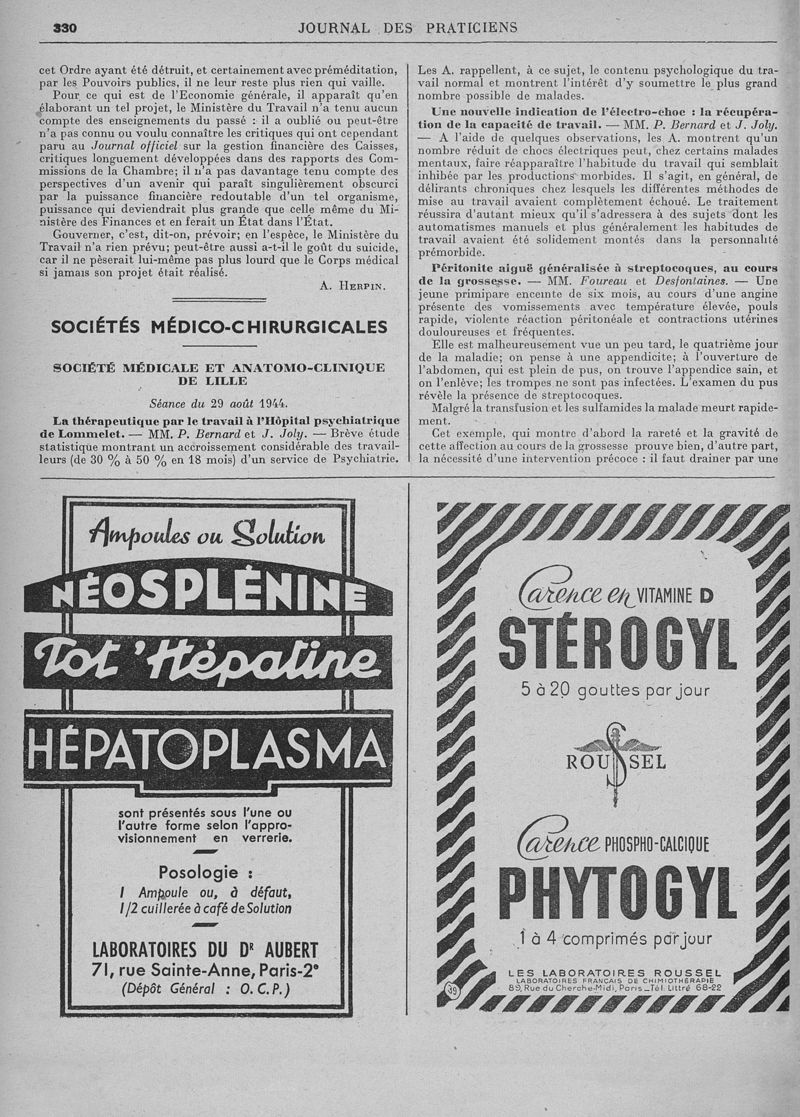 330
JOURNAL DES PRATICIENS
cet Ordre ayant été détruit, et certainement avec préméditation,
par les Pouvoirs publics, il ne leur reste plus rien qui vaille.
Pour ce qui est de l'Economie générale, il apparaît qu'en
élaborant un tel projet, le Ministère du Travail n'a tenu aucun
compte des enseignements du passé : il a oublié ou peut-être
n'a pas connu ou voulu connaître les critiques qui ont cependant
paru au Journal officiel sur la gestion financière des Caisses,
critiques longuement développées dans des rapports des Com-
missions de la Chambre; il n'a pas davantage tenu compte des
perspectives d'un avenir qui paraît singulièrement obscurci
par la puissance financière redoutable d'un tel organisme,
puissance qui deviendrait plus grande que celle même du Mi-
nistère des Finances et en ferait un État dans l'État.
Gouverner, c'est, dit-on, prévoir; en l'espèce, le Ministère du
Travail n'a rien prévu; peut-être aussi a-t-il le goût du suicide,
car il ne pèserait lui-même pas plus lourd que le Corps médical
si jamais son projet était réalisé.
A. HERPIN.
SOCIÉTÉS MÉDICO-CHIRURGICALES
SOCIÉTÉ MÉDICALE ET ANATOMO-CLINIQUE
DE LILLE
Séance du 29 août 1944.
La thérapeutique par le travail à l'Hôpital psychiatrique
de Lommelet. — MM. P. Bernard et J. Joly. — Brève étude
statistique montrant un accroissement considérable des travail-
leurs (de 30 % à 50 % en 18 mois) d'un service de Psychiatrie.
Les A. rappellent, à ce sujet, le contenu psychologique du tra-
vail normal et montrent l'intérêt d'y soumettre le plus grand
nombre possible de malades.
Une nouvelle indication de l'électro-choc : la récupéra-
tion de la capacité de travail. — MM. P. Bernard et J. Joly.
— A l'aide de quelques observations, les A. montrent qu'un
nombre réduit de chocs électriques peut, chez certains malades
mentaux, faire réapparaître l'habitude du travail qui semblait
inhibée par les productions morbides. Il s'agit, en général, de
délirants chroniques chez lesquels les différentes méthodes de
mise au travail avaient complètement échoué. Le traitement
réussira d'autant mieux qu'il s'adressera à des sujets dont les
automatismes manuels et plus généralement les habitudes de
travail avaient été solidement montés dans la personnalité
prémorbide.
Péritonite aiguë généralisée à streptocoques, au cours
de la grossesse. — MM. Foureau et Desfontaines. — Une
jeune primipare enceinte de six mois, au cours d'une angine
présente des vomissements avec température élevée, pouls
rapide, violente réaction péritonéale et contractions utérines
douloureuses et fréquentes.
Elle est malheureusement vue un peu tard, le quatrième jour
de la maladie; on pense à une appendicite; à l'ouverture de
l'abdomen, qui est plein de pus, on trouve l'appendice sain, et
on l'enlève; les trompes ne sont pas infectées. L'examen du pus
révèle la présence de streptocoques.
Malgré la transfusion et les sulfamides la malade meurt rapide-
ment.
Cet exemple, qui montre d'abord la rareté et la gravité de
cette affection au cours de la grossesse prouve bien, d'autre part,
la nécessité d'une intervention précoce : il faut drainer par une
Ampoules ou Solution
NÉOSPLÉNINE
Tot'Hépatine
HÉPATOPLASMA
sont présentés sous l'une ou
l'autre forme selon l'appro-
visionnement en verrerie.
Posologie :
1 Ampoule ou, à défaut,
1/2 cuillerée à café de Solution
LABORATOIRES DU Dr AUBERT
71, rue Sainte-Anne, Paris-2e
(Dépôt Général : O.C.P.)
Carence en VITAMINE D
STÉROGYL
5 à 20 gouttes par jour
ROUSSEL
Carence PHOSPHO-CALCIQUE
PHYTOGYL
1 à 4 comprimés par jour
LES LABORATOIRES ROUSSEL
LABORATOIRES FRANÇAIS DE CHIMIOTHÉRAPIE
89, Rue du Cherche-Midi, Paris _ Tél. Littré 68-22
39